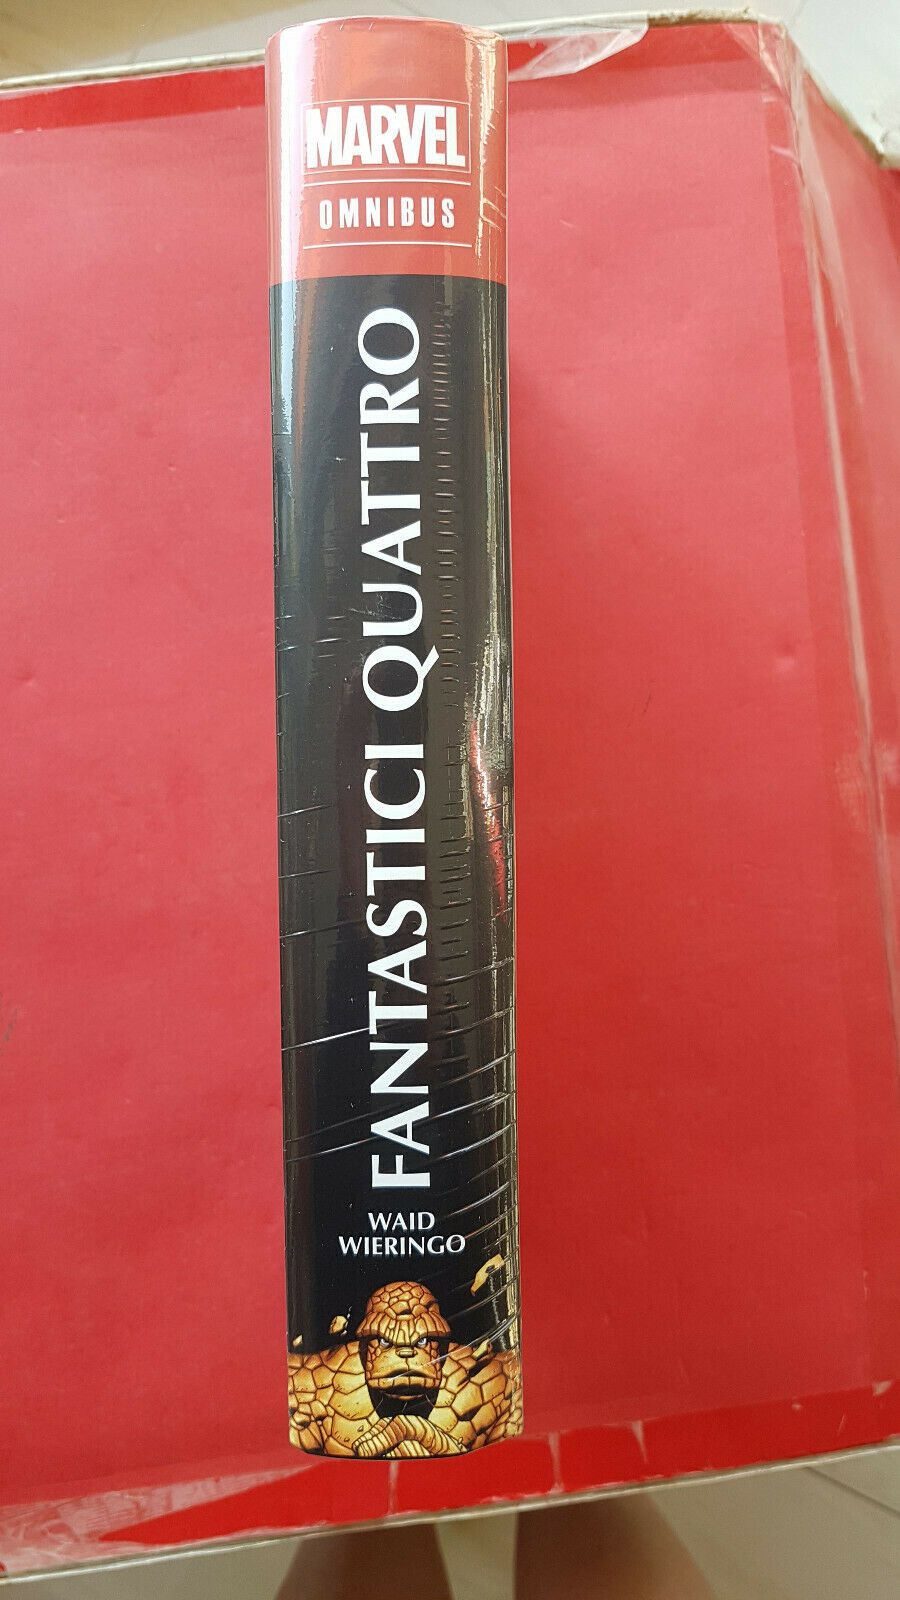 MARVEL
OMNIBUS
FANTASTICI QUATTRO
WAID
WIERINGO